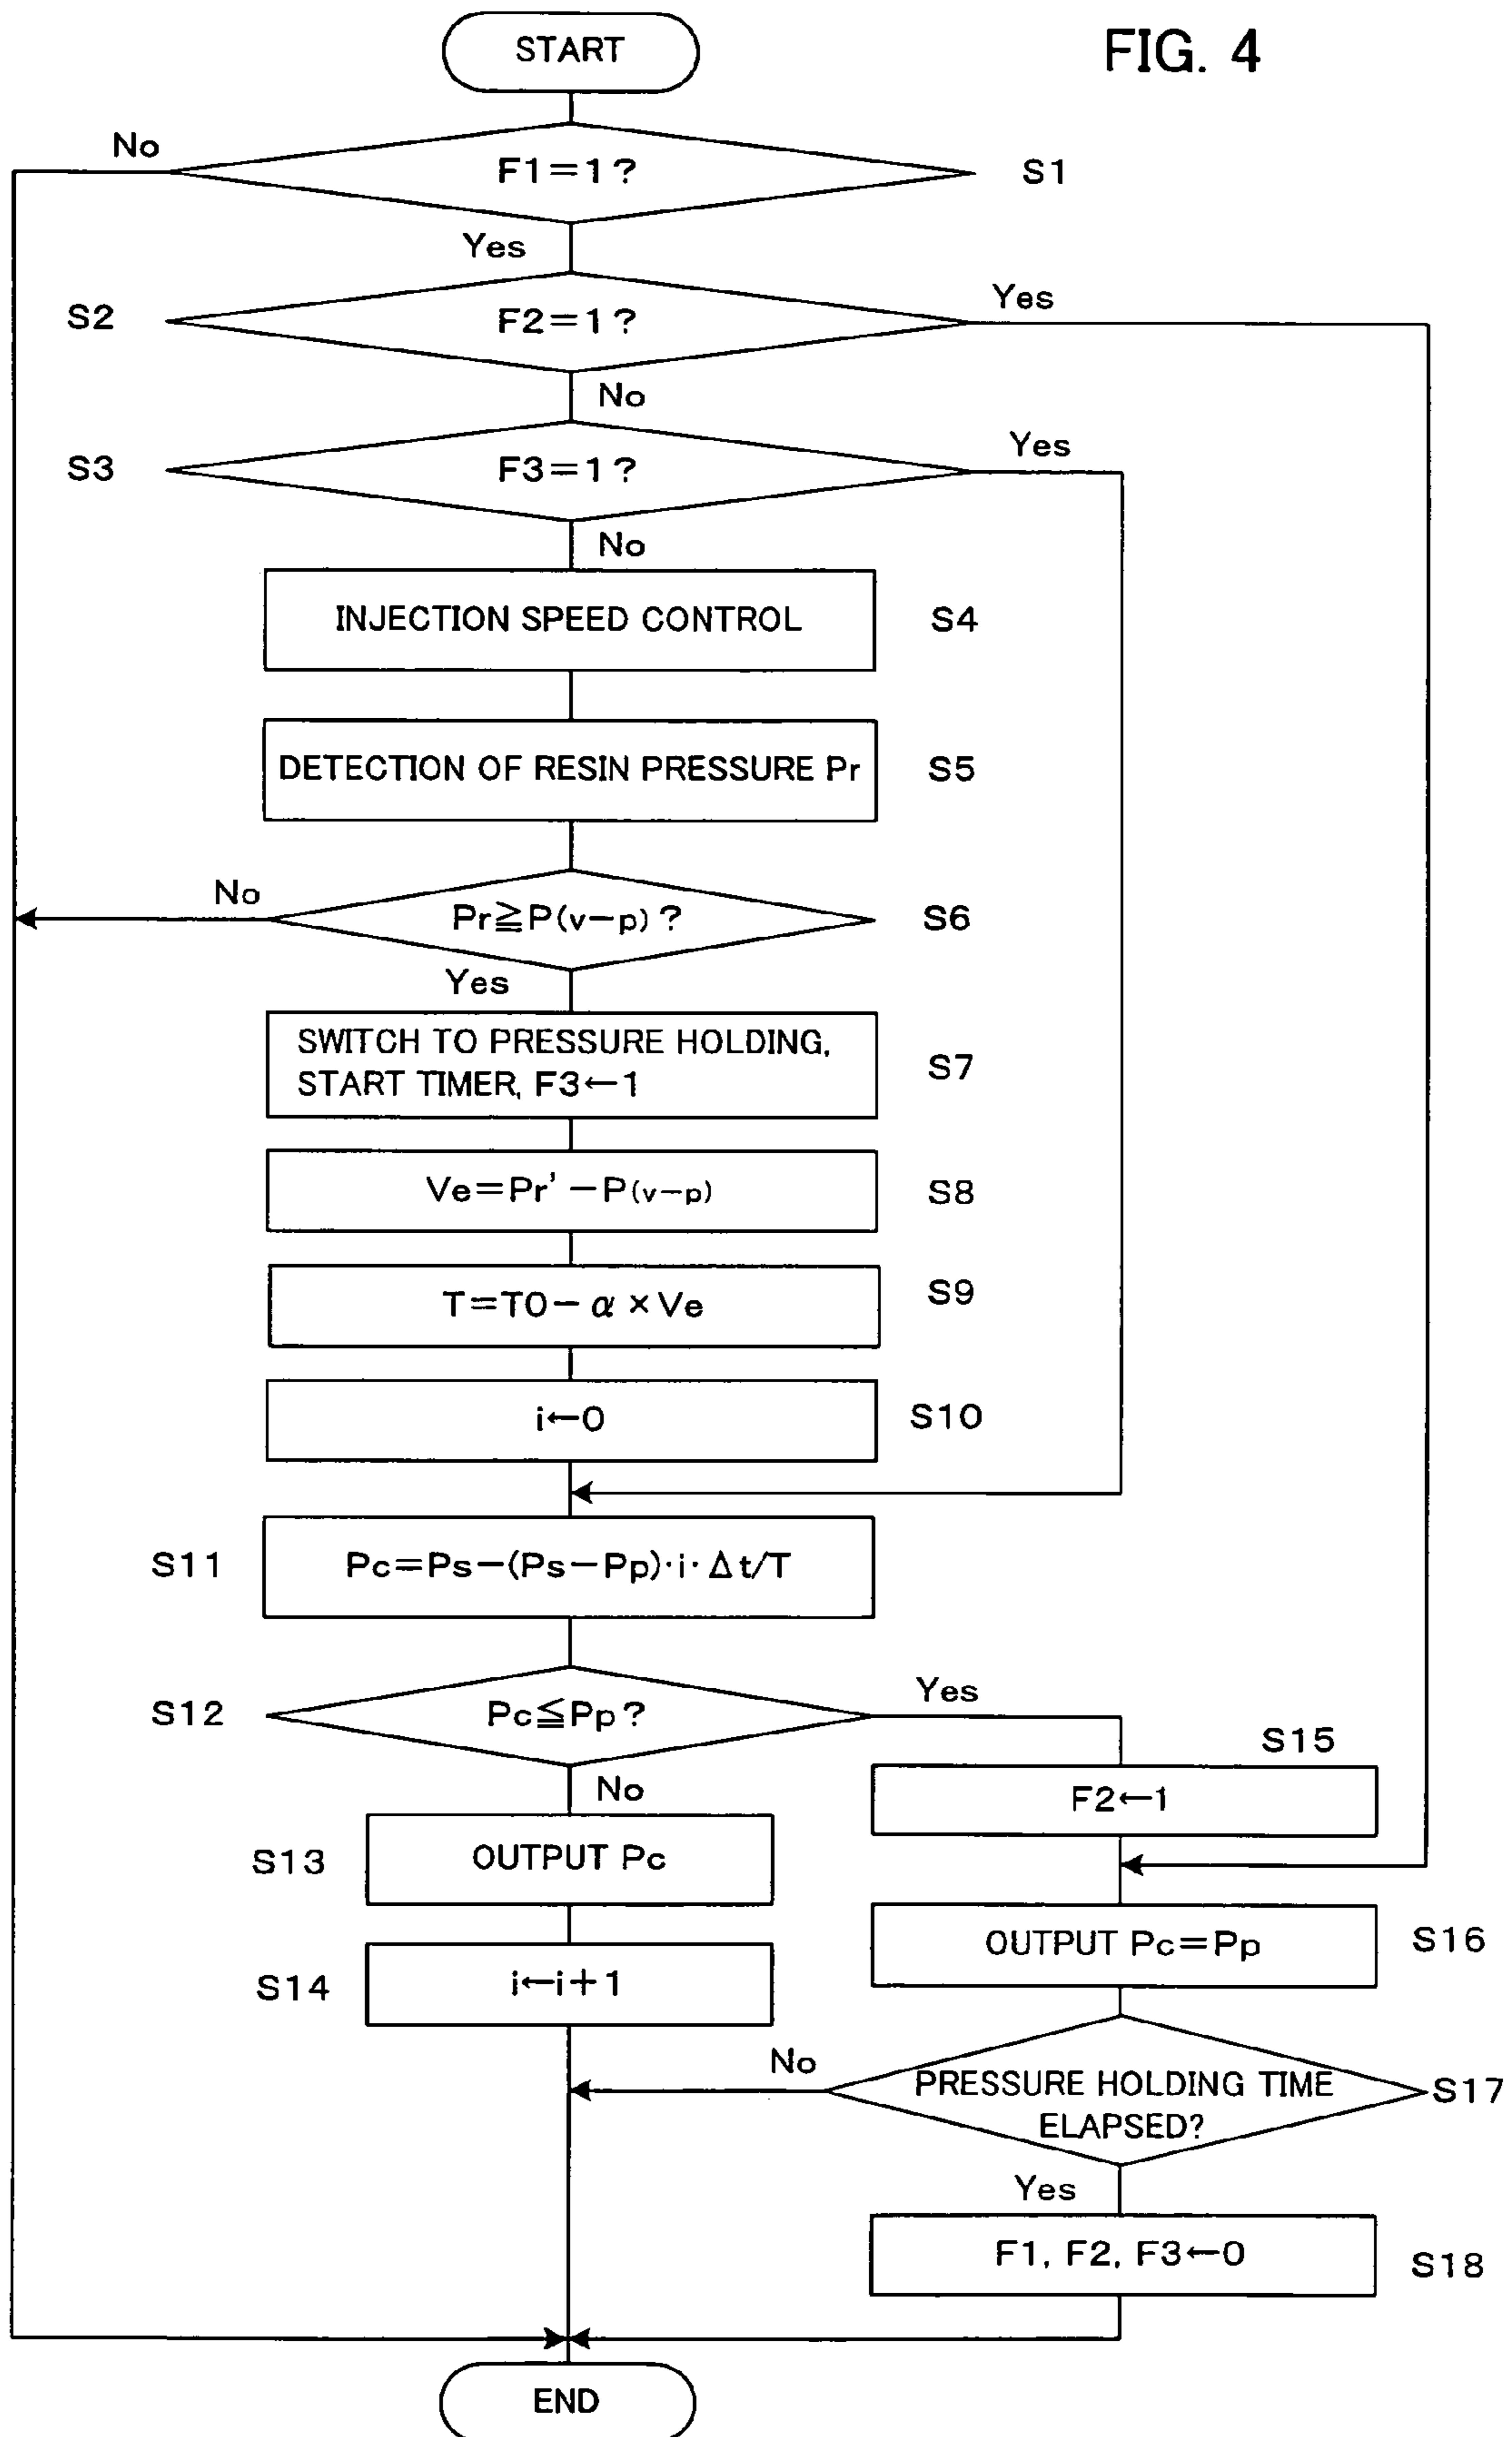 FIG. 4
START
No
F1=1?
S1
Yes
S2
F2=1?
Yes
No
S3
F3=1?
Yes
No
INJECTION SPEED CONTROL
S4
DETECTION OF RESIN PRESSURE Pr
S5
No
Pr≧P(v−p)?
S6
Yes
SWITCH TO PRESSURE HOLDING,
START TIMER, F3←1
S7
Ve=Pr'−P(v−p)
S8
T=T0−α×Ve
S9
i←0
S10
S11
Pc=Ps−(Ps−Pp)·i·Δt/T
S12
Pc≦Pp?
Yes
No
S15
F2←1
S13
OUTPUT Pc
OUTPUT Pc=Pp
S16
S14
i←i+1
No
PRESSURE HOLDING TIME
ELAPSED?
S17
Yes
F1, F2, F3←0
S18
END